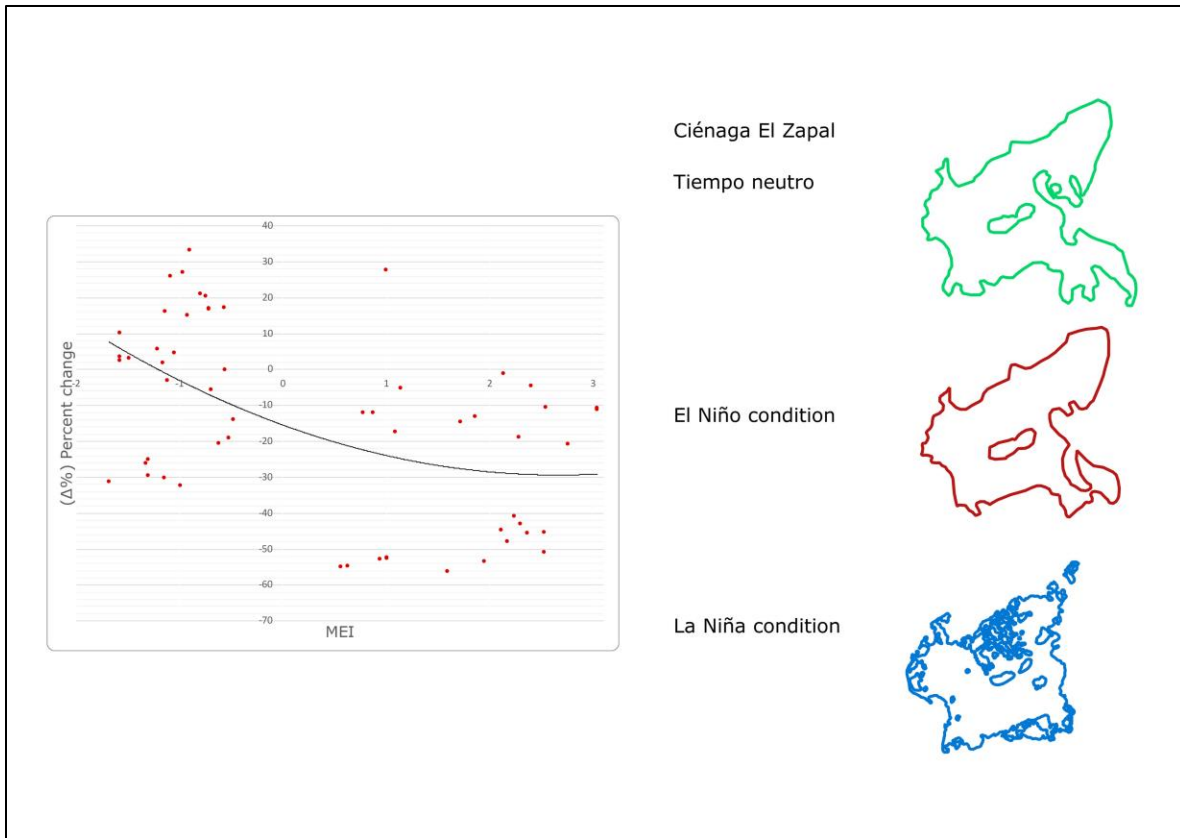 Ciénaga El Zapal
Tiempo neutro
40
30
20
10
0
-2 -1 0 1 2 3
-10
-20
-30
-40
-50
-60
-70
(Δ%) Percent change
MEI
El Niño condition
La Niña condition